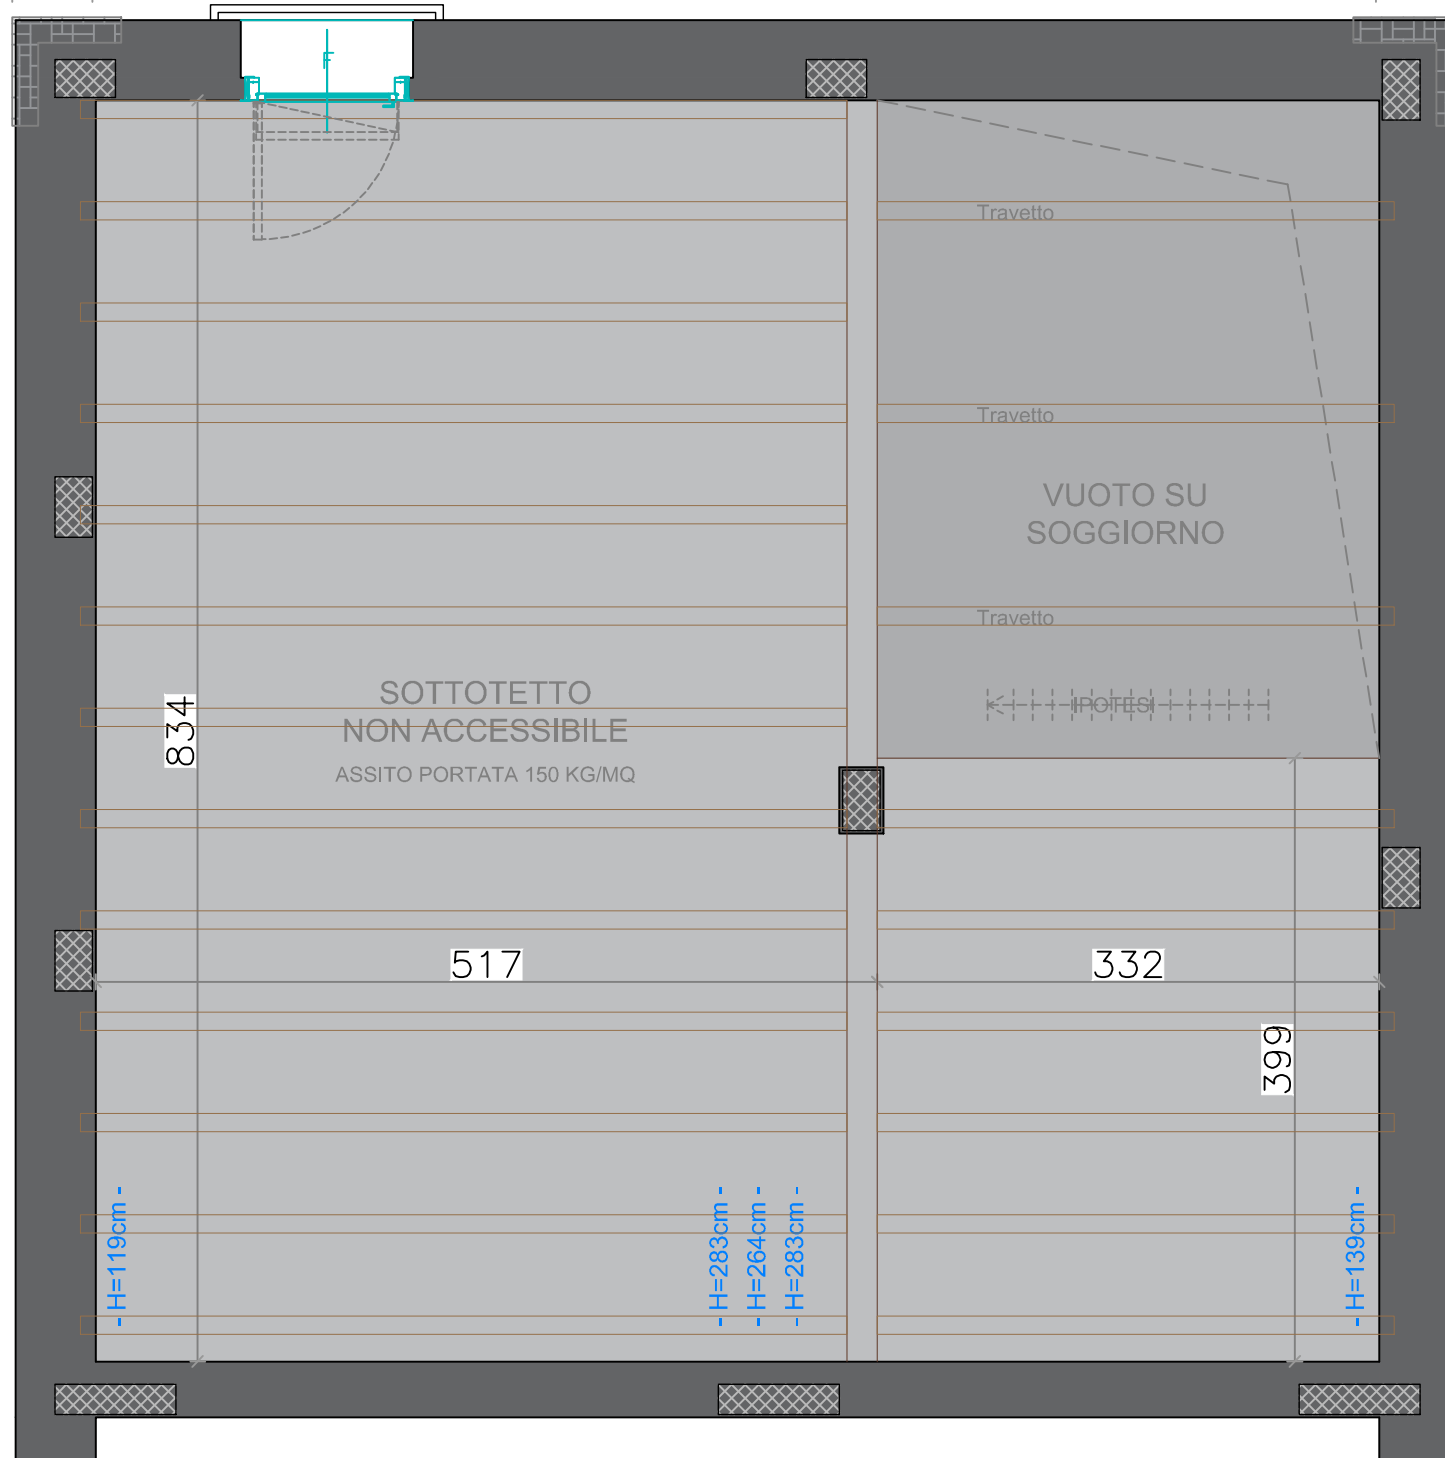 F
Travetto
Travetto
VUOTO SU
SOGGIORNO
Travetto
IPOTESI
SOTTOTETTO
NON ACCESSIBILE
ASSITO PORTATA 150 KG/MQ
834
517
332
399
- H=119cm -
- H=283cm -
- H=264cm -
- H=283cm -
- H=139cm -